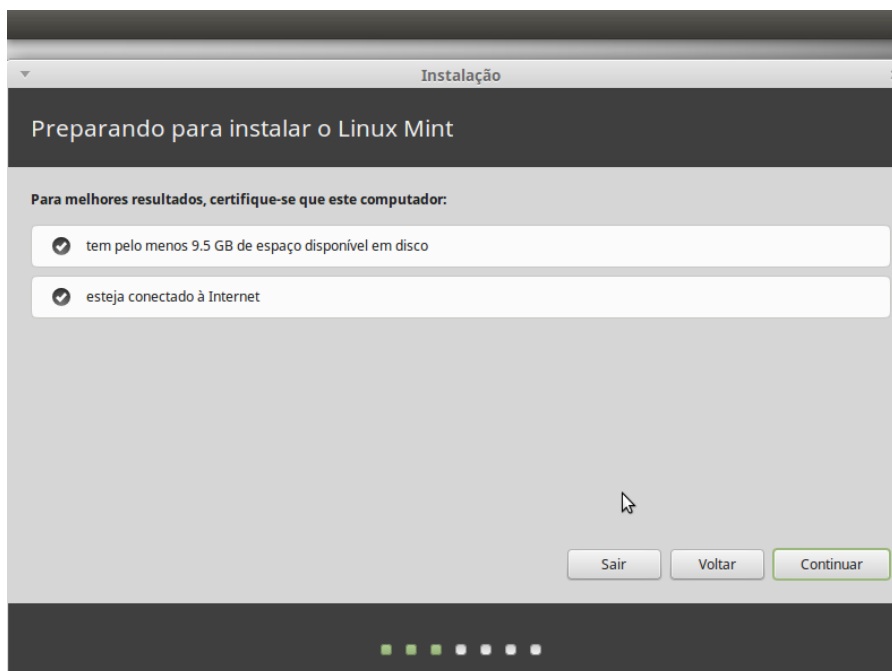 Instalação
Preparando para instalar o Linux Mint
Para melhores resultados, certifique-se que este computador:
tem pelo menos 9.5 GB de espaço disponível em disco
esteja conectado à Internet
Sair
Voltar
Continuar